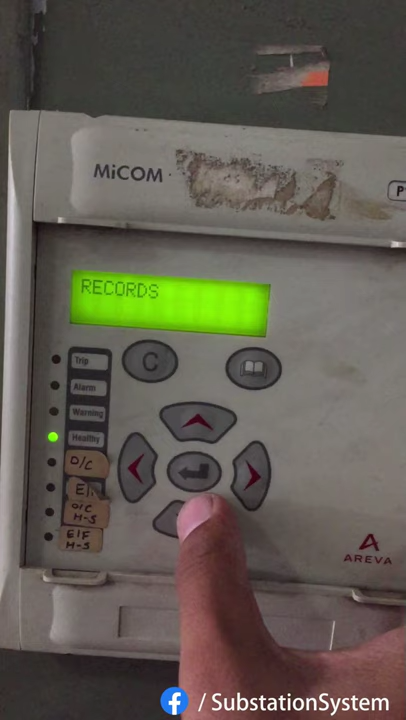 MiCOM
P
RECORDS
C
Trip
Alarm
Warning
Healthy
O/C
E/
O/C
H-S
E/F
H-S
AREVA
/ SubstationSystem